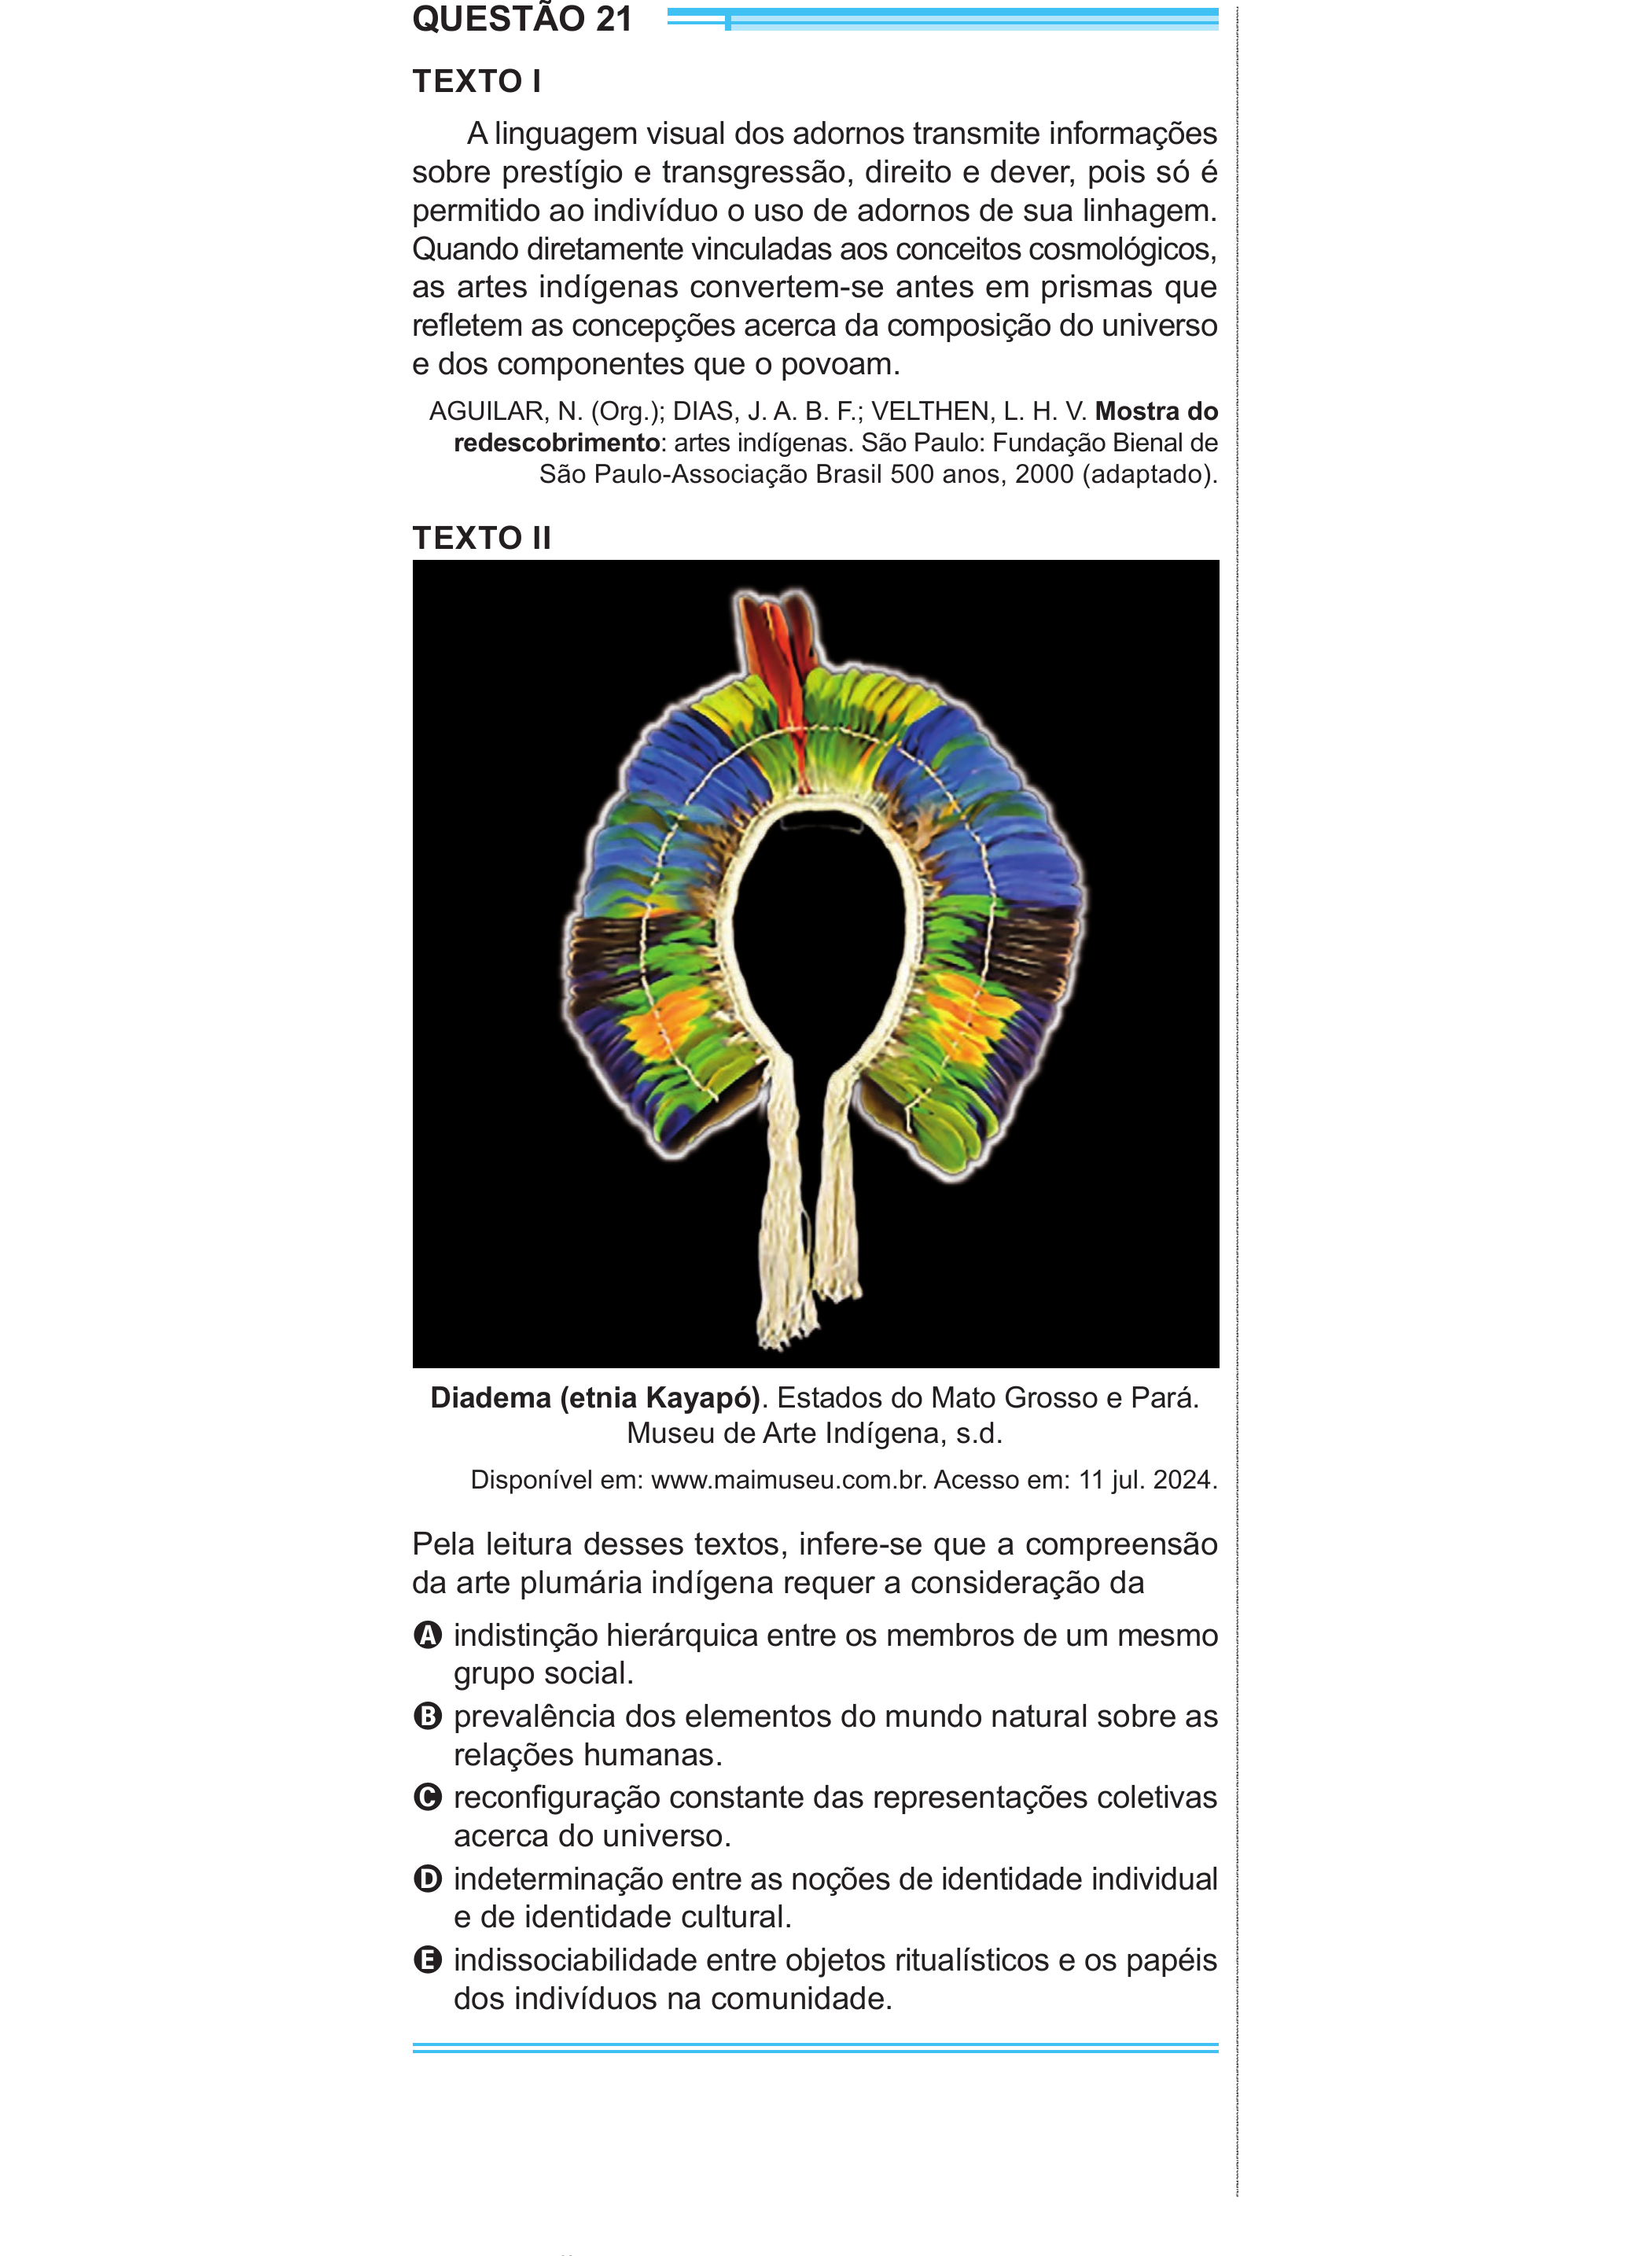 QUESTÃO 21
TEXTO I
A linguagem visual dos adornos transmite informações
sobre prestígio e transgressão, direito e dever, pois só é
permitido ao indivíduo o uso de adornos de sua linhagem.
Quando diretamente vinculadas aos conceitos cosmológicos,
as artes indígenas convertem-se antes em prismas que
refletem as concepções acerca da composição do universo
e dos componentes que o povoam.
AGUILAR, N. (Org.); DIAS, J. A. B. F.; VELTHEN, L. H. V. Mostra do
redescobrimento: artes indígenas. São Paulo: Fundação Bienal de
São Paulo-Associação Brasil 500 anos, 2000 (adaptado).
TEXTO II
Diadema (etnia Kayapó). Estados do Mato Grosso e Pará.
Museu de Arte Indígena, s.d.
Disponível em: www.maimuseu.com.br. Acesso em: 11 jul. 2024.
Pela leitura desses textos, infere-se que a compreensão
da arte plumária indígena requer a consideração da
A indistinção hierárquica entre os membros de um mesmo
grupo social.
B prevalência dos elementos do mundo natural sobre as
relações humanas.
C reconfiguração constante das representações coletivas
acerca do universo.
D indeterminação entre as noções de identidade individual
e de identidade cultural.
E indissociabilidade entre objetos ritualísticos e os papéis
dos indivíduos na comunidade.